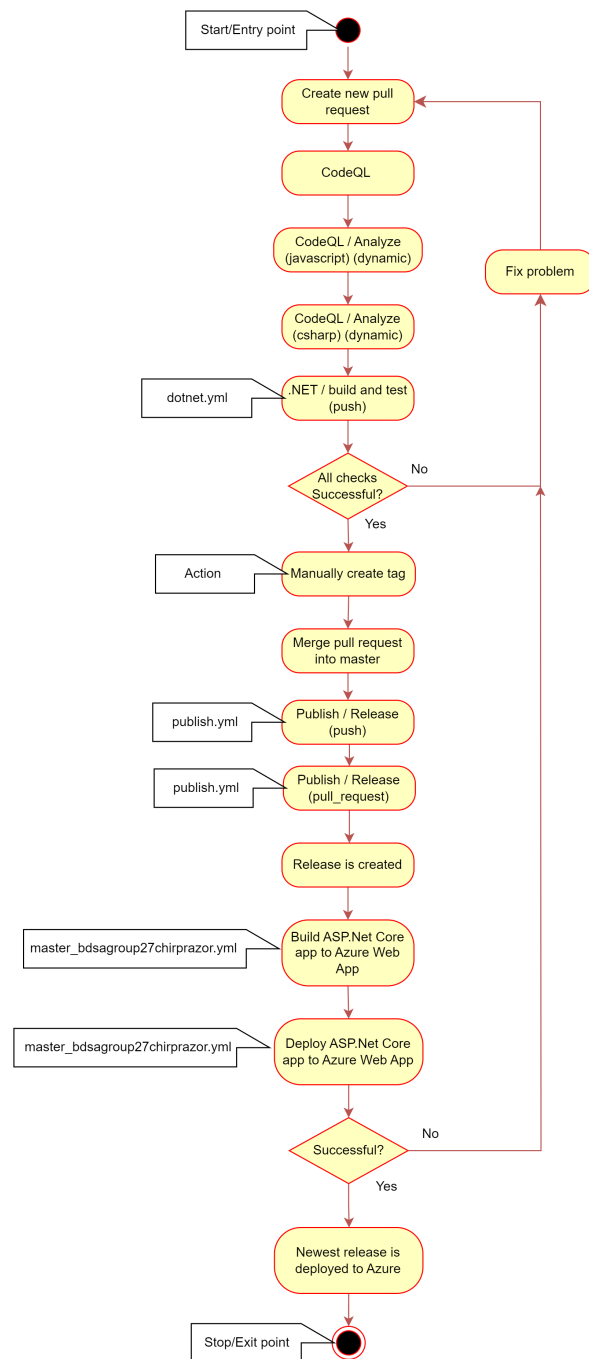 Start/Entry point
Create new pull
request
CodeQL
CodeQL / Analyze
(javascript) (dynamic)
Fix problem
CodeQL / Analyze
(csharp) (dynamic)
dotnet.yml
.NET / build and test
(push)
All checks
Successful?
No
Yes
Action
Manually create tag
Merge pull request
into master
publish.yml
Publish / Release
(push)
publish.yml
Publish / Release
(pull_request)
Release is created
master_bdsagroup27chirprazor.yml
Build ASP.Net Core
app to Azure Web
App
master_bdsagroup27chirprazor.yml
Deploy ASP.Net Core
app to Azure Web App
Successful?
No
Yes
Newest release is
deployed to Azure
Stop/Exit point